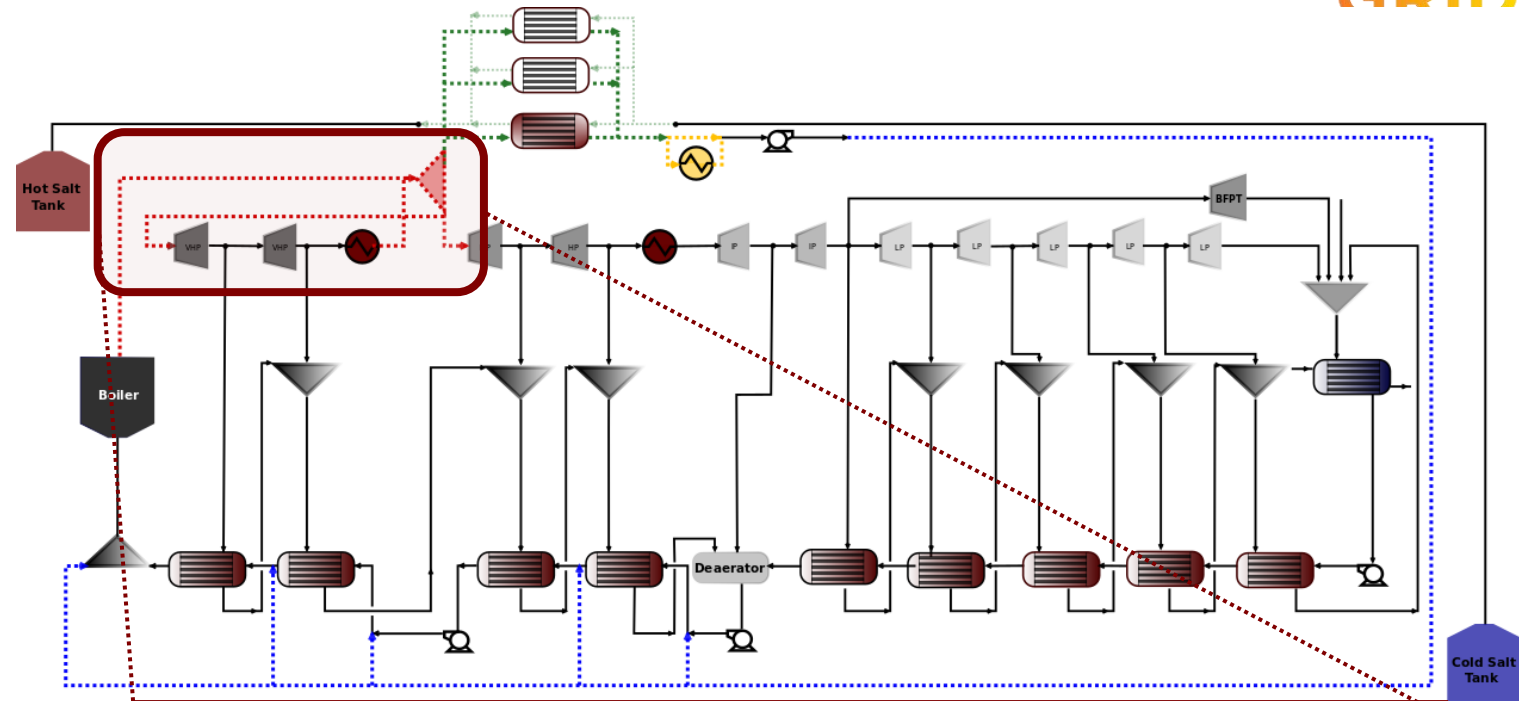 Hot Salt
Tank
BFPT
VHP
VHP
HP
IP
IP
LP
LP
LP
LP
LP
Boiler
Deaerator
Cold Salt
Tank